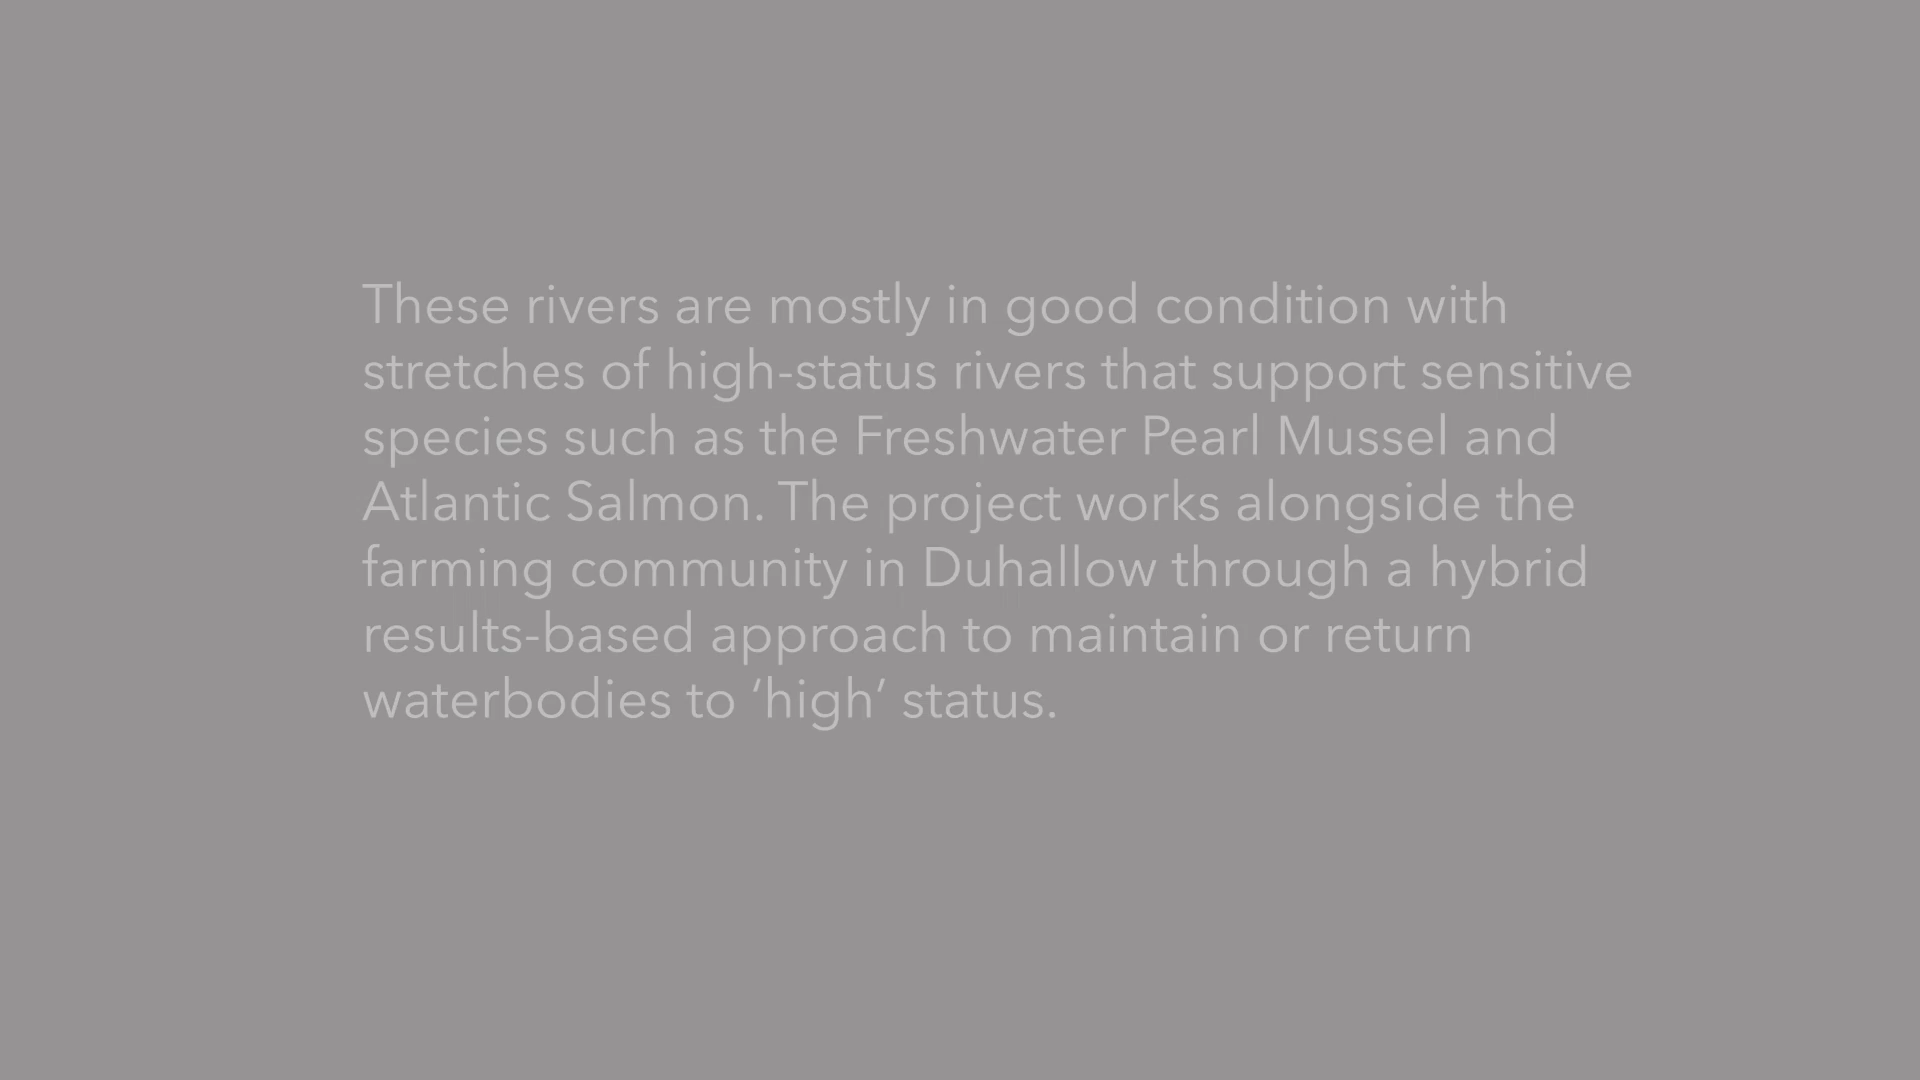 These rivers are mostly in good condition with
stretches of high-status rivers that support sensitive
species such as the Freshwater Pearl Mussel and
Atlantic Salmon. The project works alongside the
farming community in Duhallow through a hybrid
results-based approach to maintain or return
waterbodies to ‘high’ status.